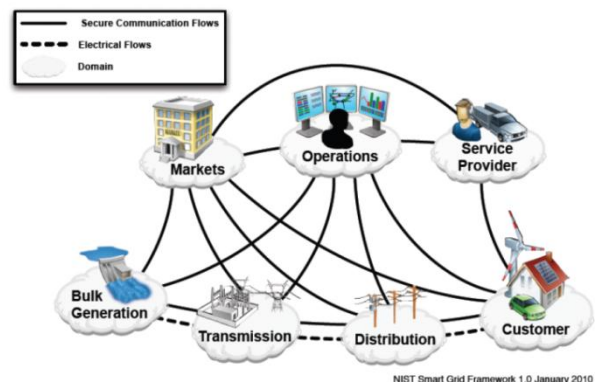 Secure Communication Flows
Electrical Flows
Domain
Markets
Operations
Service
Provider
Bulk
Generation
Transmission
Distribution
Customer
NIST Smart Grid Framework 1.0 January 2010